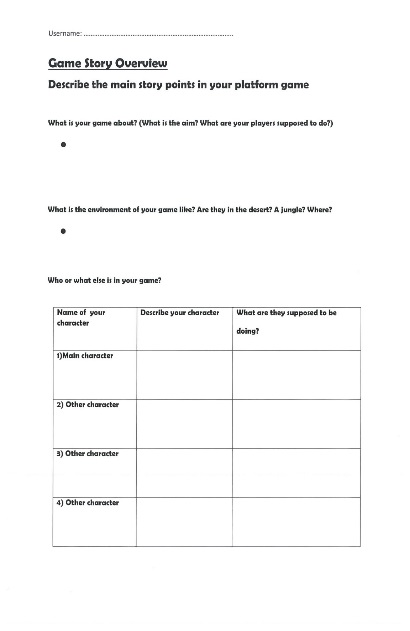 Username: ..........................................................................
Game Story Overview
Describe the main story points in your platform game
What is your game about? (What is the aim? What are your players supposed to do?)
•
What is the environment of your game like? Are they in the desert? A jungle? Where?
•
Who or what else is in your game?
Name of your character
Describe your character
What are they supposed to be doing?
1)Main character
2) Other character
3) Other character
4) Other character